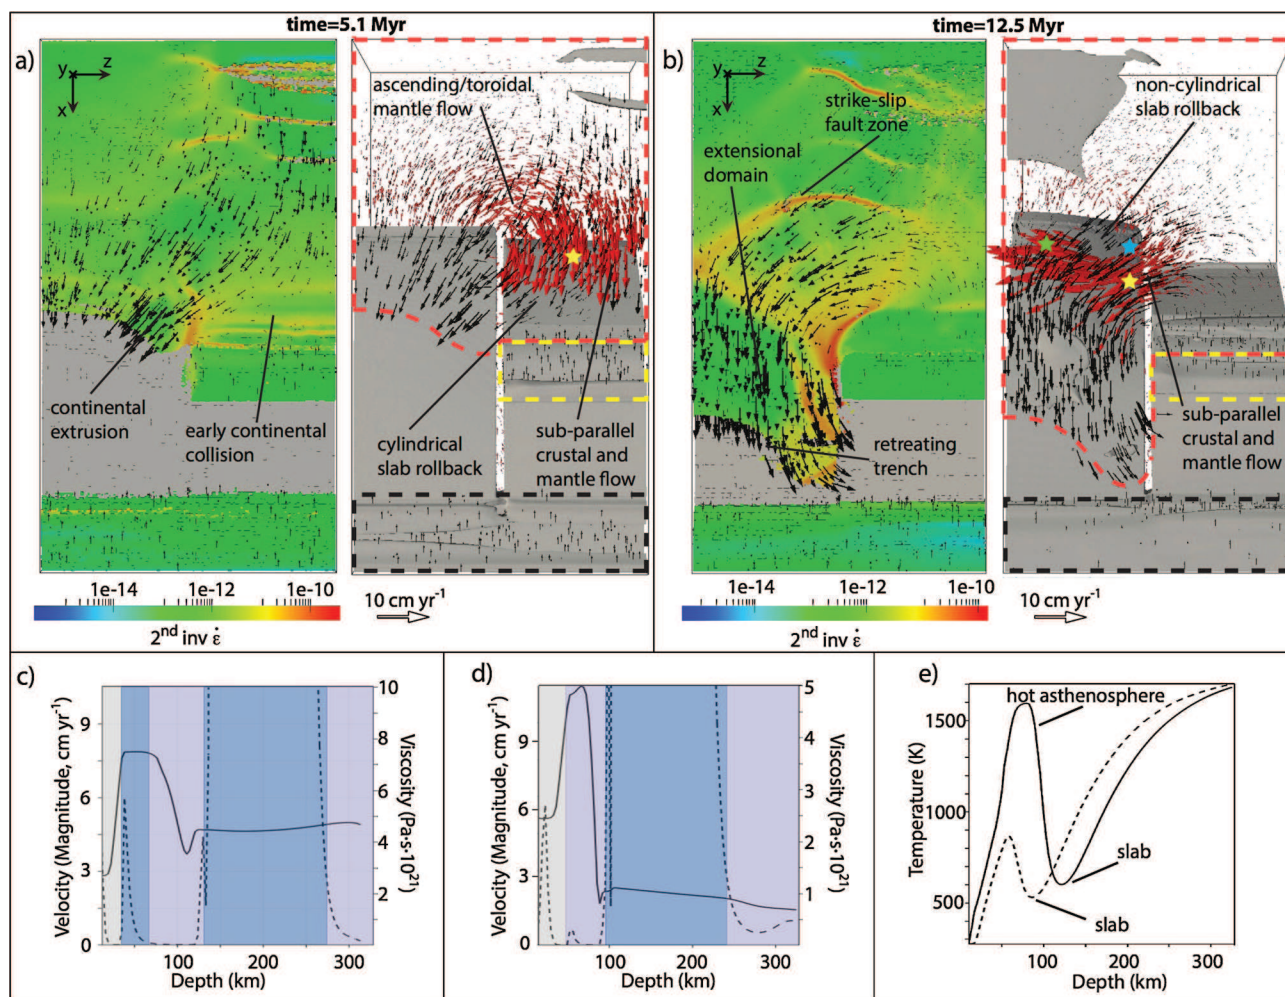 time=5.1 Myr
time=12.5 Myr
a)
y
z
x
ascending/toroidal
mantle flow
continental
extrusion
early continental
collision
cylindrical
slab rollback
sub-parallel
crustal and
mantle flow
b)
y
z
x
strike-slip
fault zone
extensional
domain
retreating
trench
non-cylindrical
slab rollback
sub-parallel
crustal and
mantle flow
1e-14 1e-12 1e-10
2nd inv ε̇
10 cm yr-1
1e-14 1e-12 1e-10
2nd inv ε̇
10 cm yr-1
c)
Velocity (Magnitude, cm yr-1)
9
6
3
0
10
8
6
4
2
Viscosity (Pa·s·10^21)
100 200 300
Depth (km)
d)
Velocity (Magnitude, cm yr-1)
9
6
3
0
5
4
3
2
1
Viscosity (Pa·s·10^21)
100 200 300
Depth (km)
e)
hot asthenosphere
slab
slab
Temperature (K)
1500
1000
500
100 200 300
Depth (km)